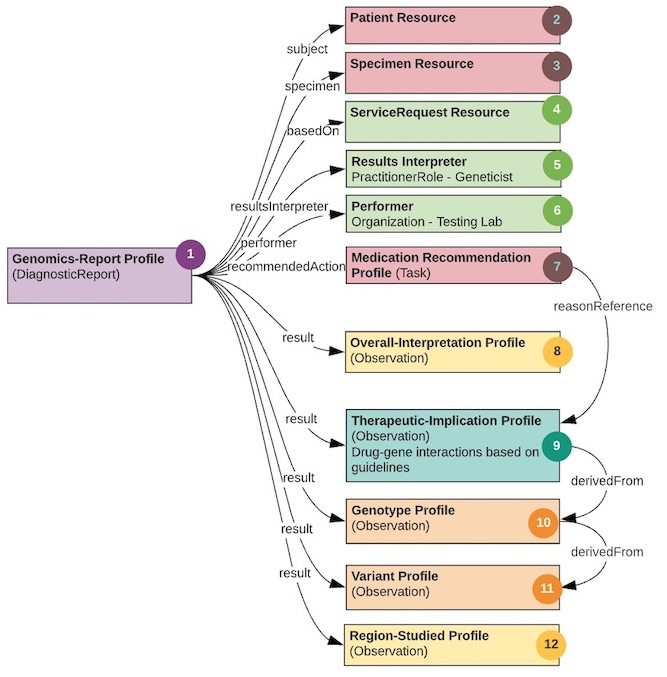 Patient Resource
2
subject
Specimen Resource
3
specimen
ServiceRequest Resource
4
basedOn
Results Interpreter
5
PractitionerRole - Geneticist
resultsInterpreter
Performer
6
Organization - Testing Lab
performer
Genomics-Report Profile
1
(DiagnosticReport)
recommendedAction
Medication Recommendation
Profile (Task)
7
reasonReference
result
Overall-Interpretation Profile
(Observation)
8
result
Therapeutic-Implication Profile
(Observation)
Drug-gene interactions based on
guidelines
9
derivedFrom
result
Genotype Profile
(Observation)
10
derivedFrom
result
Variant Profile
(Observation)
11
result
Region-Studied Profile
(Observation)
12